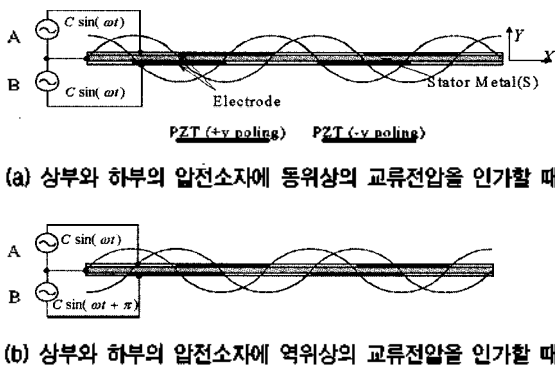 A
C sin( ωt)
B
C sin( ωt)
Y
X
Electrode
Stator Metal(S)
PZT (+y poling)
PZT (-y poling)
(a) 상부와 하부의 압전소자에 동위상의 교류전압을 인가할 때
A
C sin( ωt)
B
C sin( ωt + π)
(b) 상부와 하부의 압전소자에 역위상의 교류전압을 인가할 때